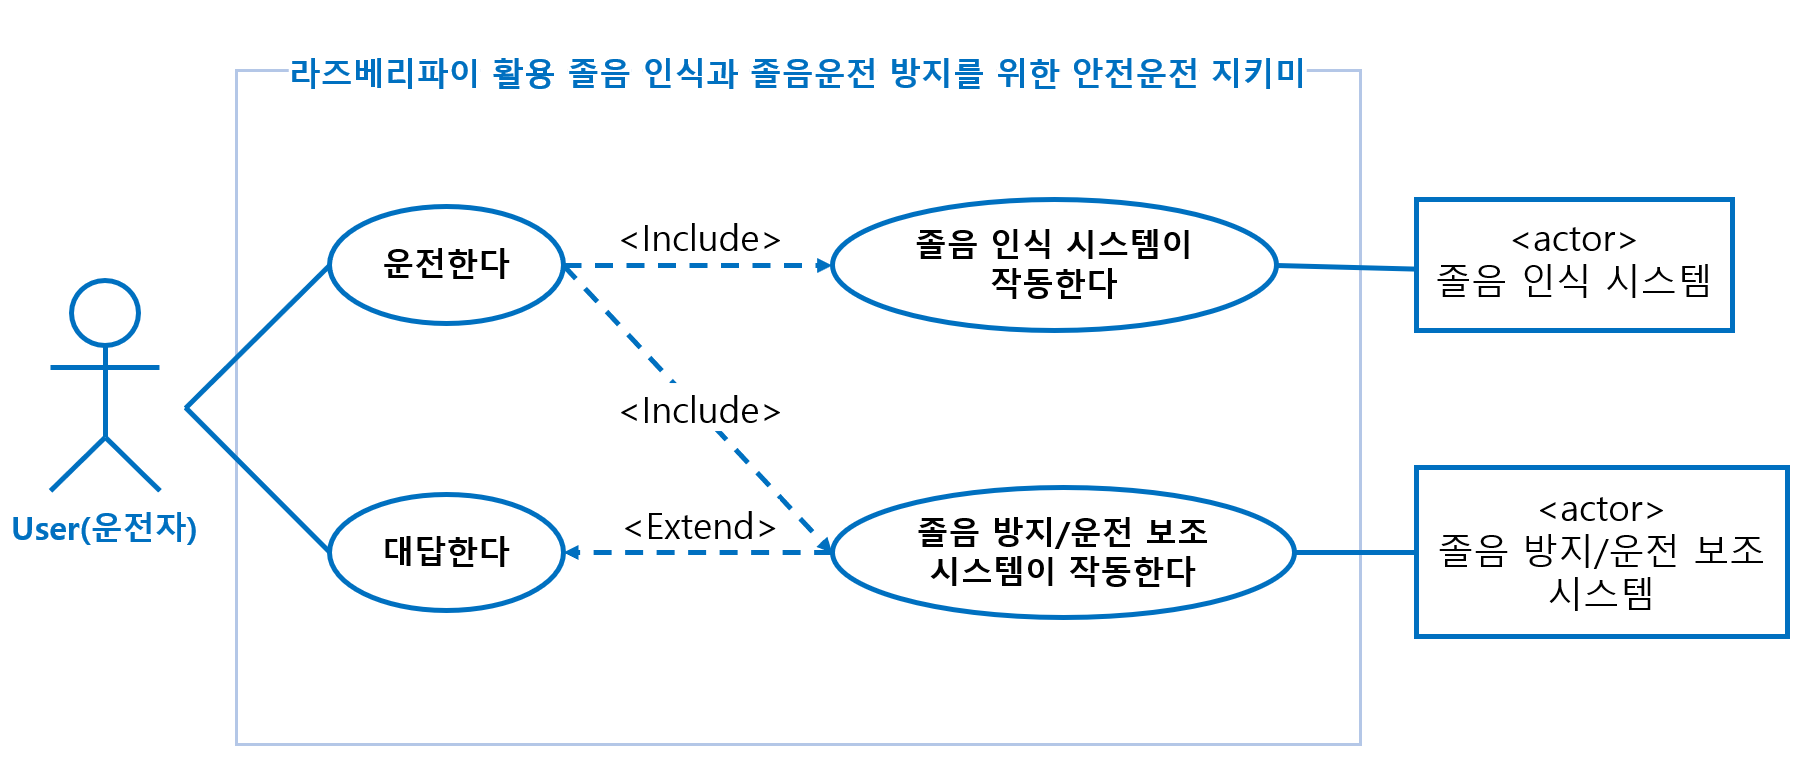 라즈베리파이 활용 졸음 인식과 졸음운전 방지를 위한 안전운전 지키미
운전한다
<Include>
졸음 인식 시스템이
작동한다
<actor>
졸음 인식 시스템
<Include>
User(운전자)
대답한다
<Extend>
졸음 방지/운전 보조
시스템이 작동한다
<actor>
졸음 방지/운전 보조
시스템